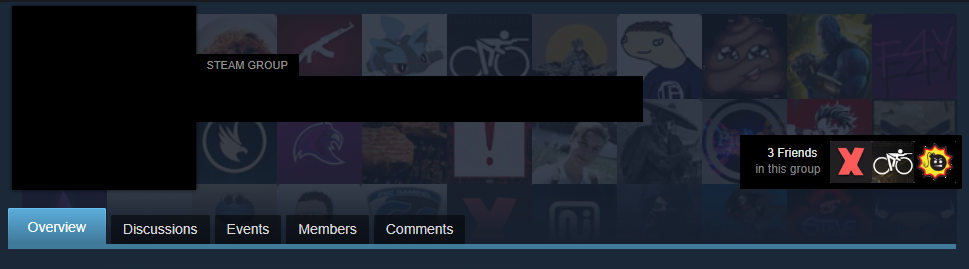 STEAM GROUP
3 Friends
in this group
Overview
Discussions
Events
Members
Comments